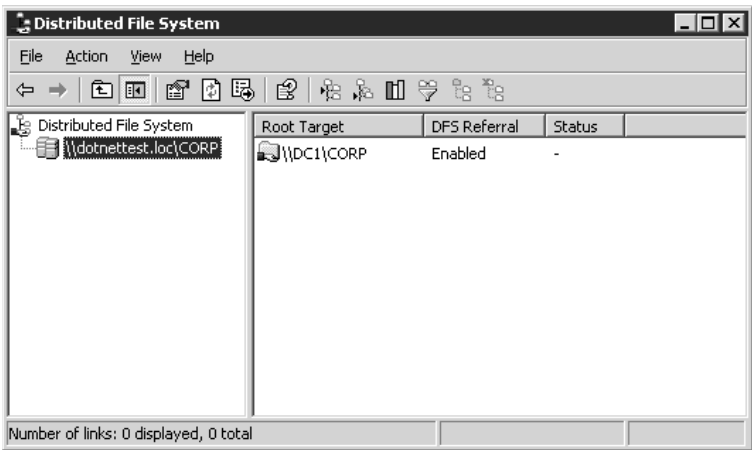 Distributed File System
File Action View Help
Distributed File System
\\dotnettest.loc\CORP
Root Target DFS Referral Status
\\DC1\CORP Enabled -
Number of links: 0 displayed, 0 total